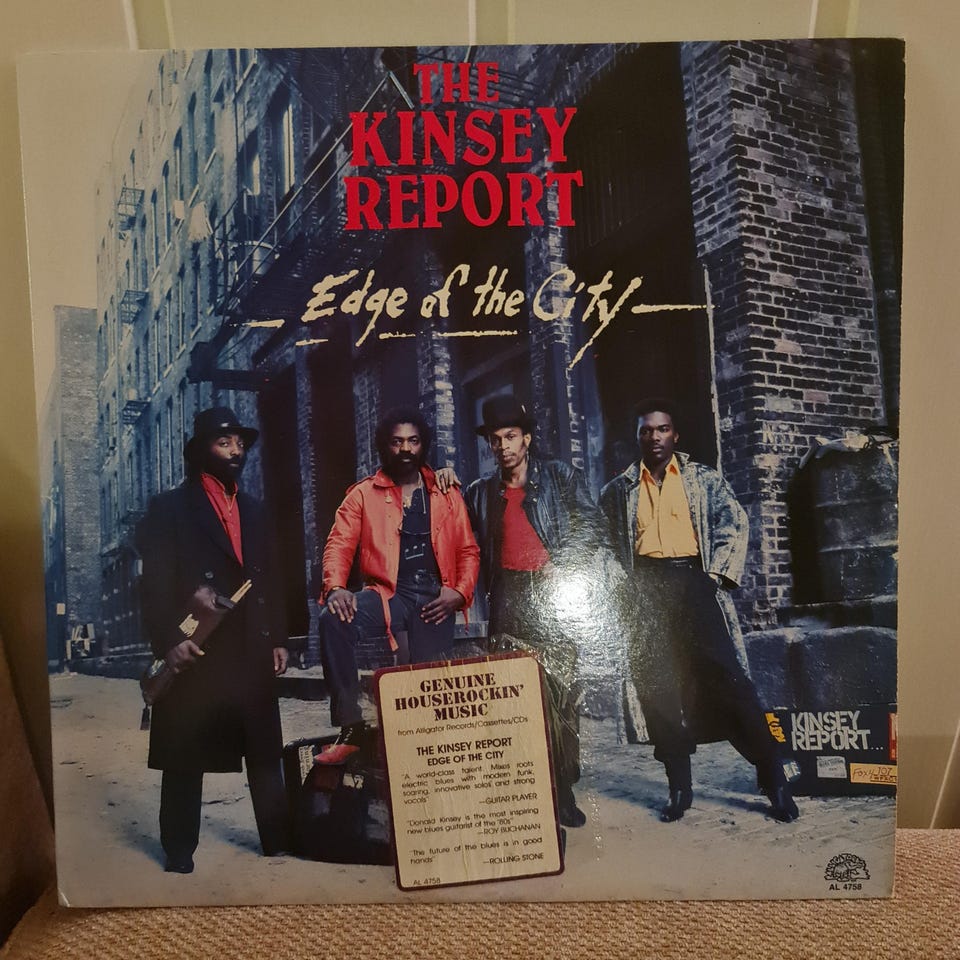 THE
KINSEY
REPORT
Edge of the City
GENUINE
HOUSEROCKIN'
MUSIC
from Alligator Records/Cassettes/CDs
THE KINSEY REPORT
EDGE OF THE CITY
"A world-class talent. Mixes roots
electric blues with modern funk,
soaring, innovative solos and strong
vocals"
—GUITAR PLAYER
"Donald Kinsey is the most inspiring
new blues guitarist of the '80s"
—ROY BUCHANAN
"The future of the blues is in good
hands"
—ROLLING STONE
AL 4758
KINSEY
REPORT...
AL 4758